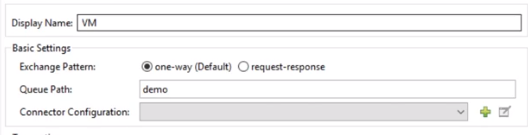 Display Name: VM
Basic Settings
Exchange Pattern: one-way (Default) request-response
Queue Path: demo
Connector Configuration: